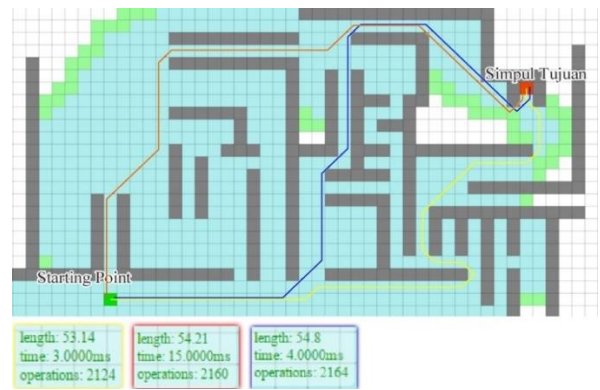 Simpul Tujuan
Starting Point
length: 53.14
time: 3.0000ms
operations: 2124
length: 54.21
time: 15.0000ms
operations: 2160
length: 54.8
time: 4.0000ms
operations: 2164